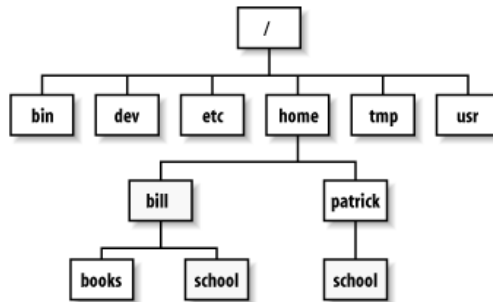 /
bin dev etc home tmp usr
bill patrick
books school school